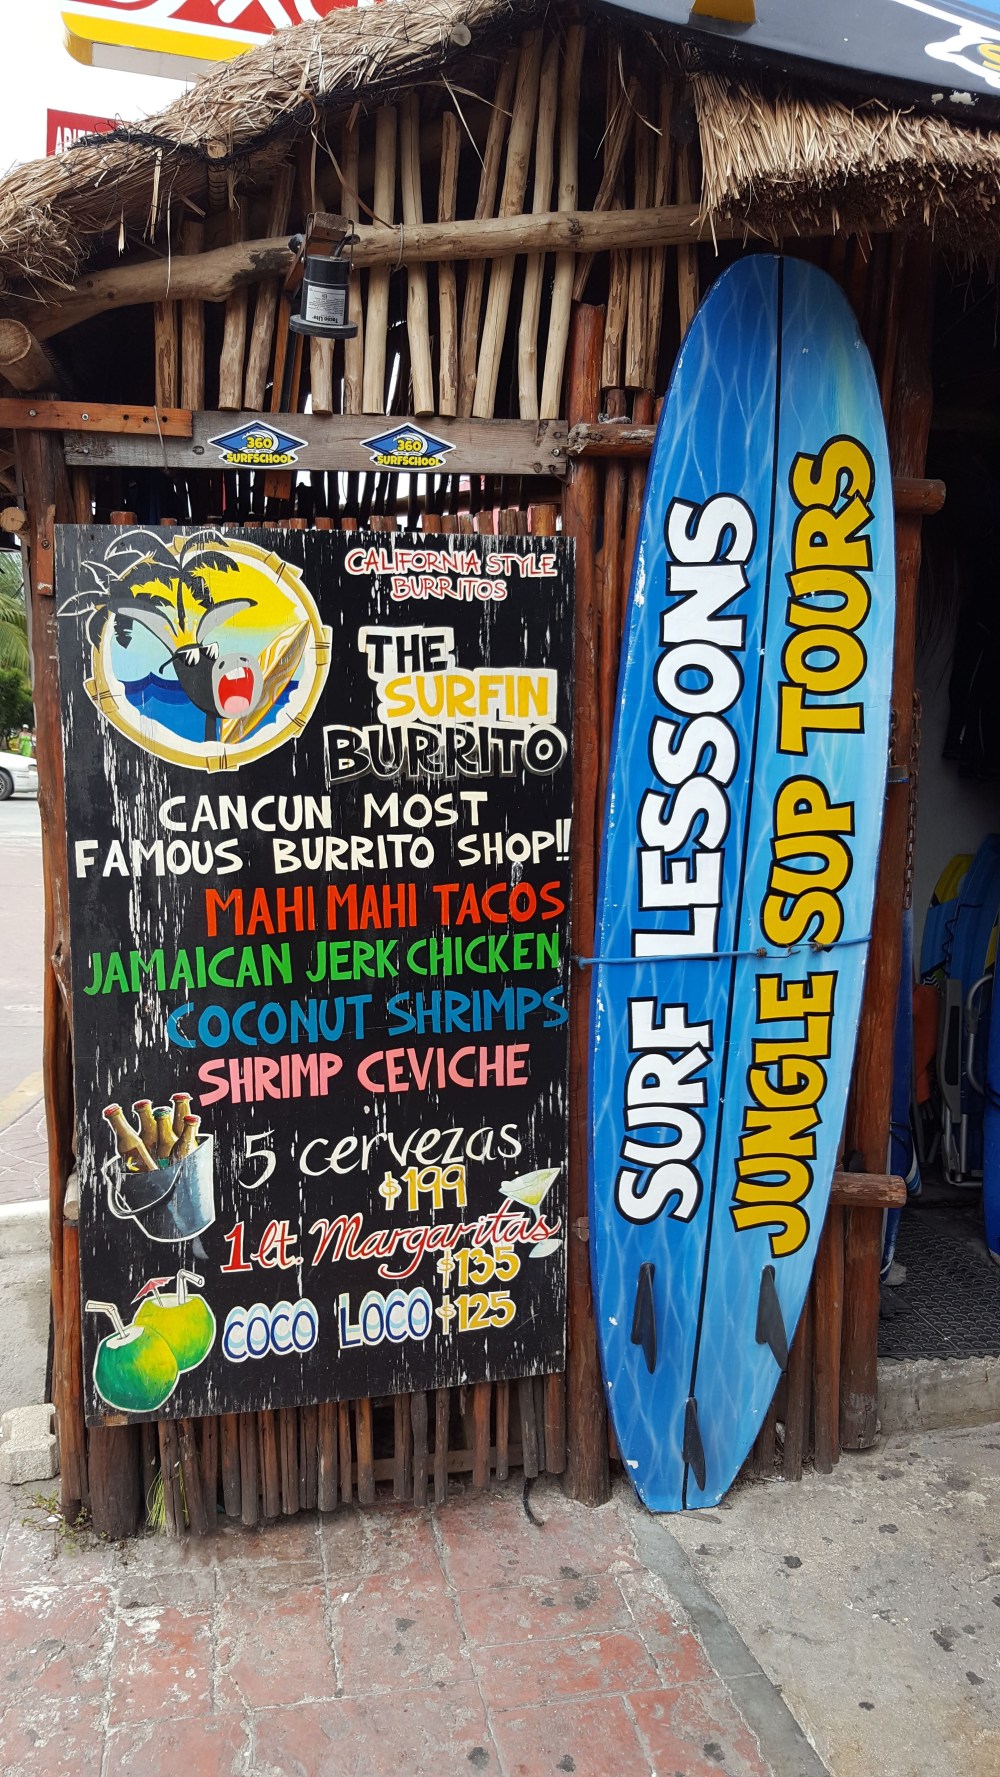 360
SURFSCHOOL
360
SURFSCHOOL
CALIFORNIA STYLE
BURRITOS
THE
SURFIN
BURRITO
CANCUN MOST
FAMOUS BURRITO SHOP!!
MAHI MAHI TACOS
JAMAICAN JERK CHICKEN
COCONUT SHRIMPS
SHRIMP CEVICHE
5 cervezas
$199
1 lt. Margaritas
$135
COCO LOCO $125
SURF LESSONS
JUNGLE SUP TOURS